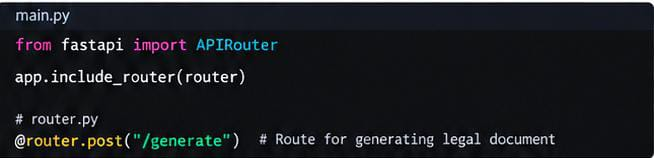 main.py
from fastapi import APIRouter
app.include_router(router)
# router.py
@router.post("/generate")  # Route for generating legal document